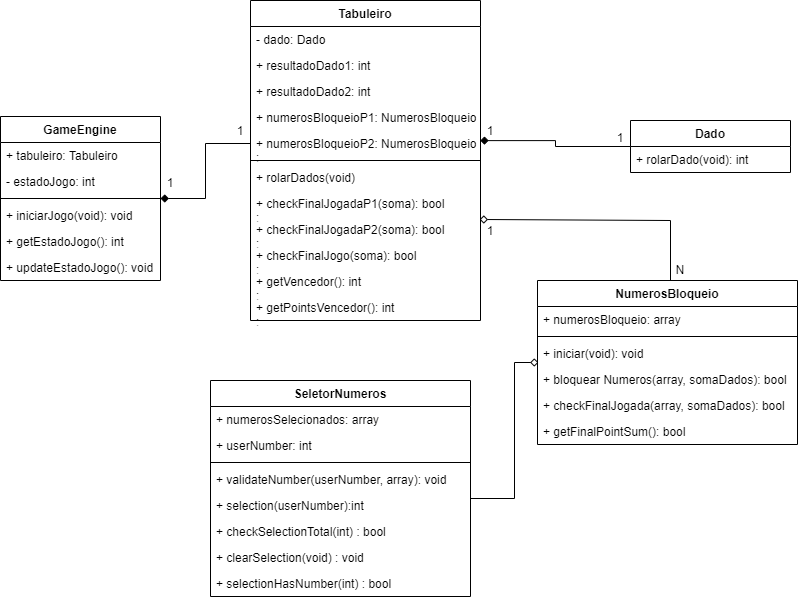 Tabuleiro
- dado: Dado
+ resultadoDado1: int
+ resultadoDado2: int
+ numerosBloqueioP1: NumerosBloqueio
+ numerosBloqueioP2: NumerosBloqueio
+ rolarDados(void)
+ checkFinalJogadaP1(soma): bool
+ checkFinalJogadaP2(soma): bool
+ checkFinalJogo(soma): bool
+ getVencedor(): int
+ getPointsVencedor(): int
GameEngine
+ tabuleiro: Tabuleiro
- estadoJogo: int
+ iniciarJogo(void): void
+ getEstadoJogo(): int
+ updateEstadoJogo(): void
1
1
1
1
Dado
+ rolarDado(void): int
1
N
NumerosBloqueio
+ numerosBloqueio: array
+ iniciar(void): void
+ bloquear Numeros(array, somaDados): bool
+ checkFinalJogada(array, somaDados): bool
+ getFinalPointSum(): bool
SeletorNumeros
+ numerosSelecionados: array
+ userNumber: int
+ validateNumber(userNumber, array): void
+ selection(userNumber):int
+ checkSelectionTotal(int) : bool
+ clearSelection(void) : void
+ selectionHasNumber(int) : bool